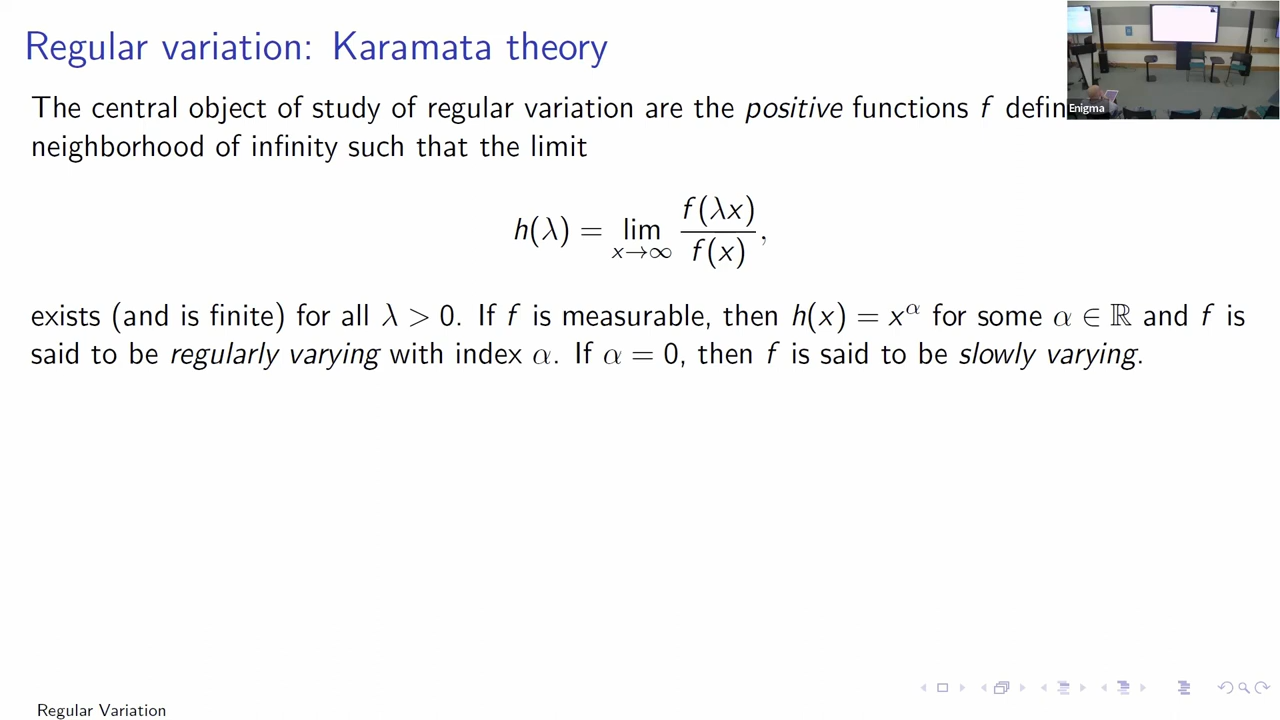 Regular variation: Karamata theory
Enigma
The central object of study of regular variation are the positive functions f defin
neighborhood of infinity such that the limit
h(λ) = lim_{x→∞} f(λx)/f(x),
exists (and is finite) for all λ > 0. If f is measurable, then h(x) = x^α for some α ∈ ℝ and f is
said to be regularly varying with index α. If α = 0, then f is said to be slowly varying.
Regular Variation